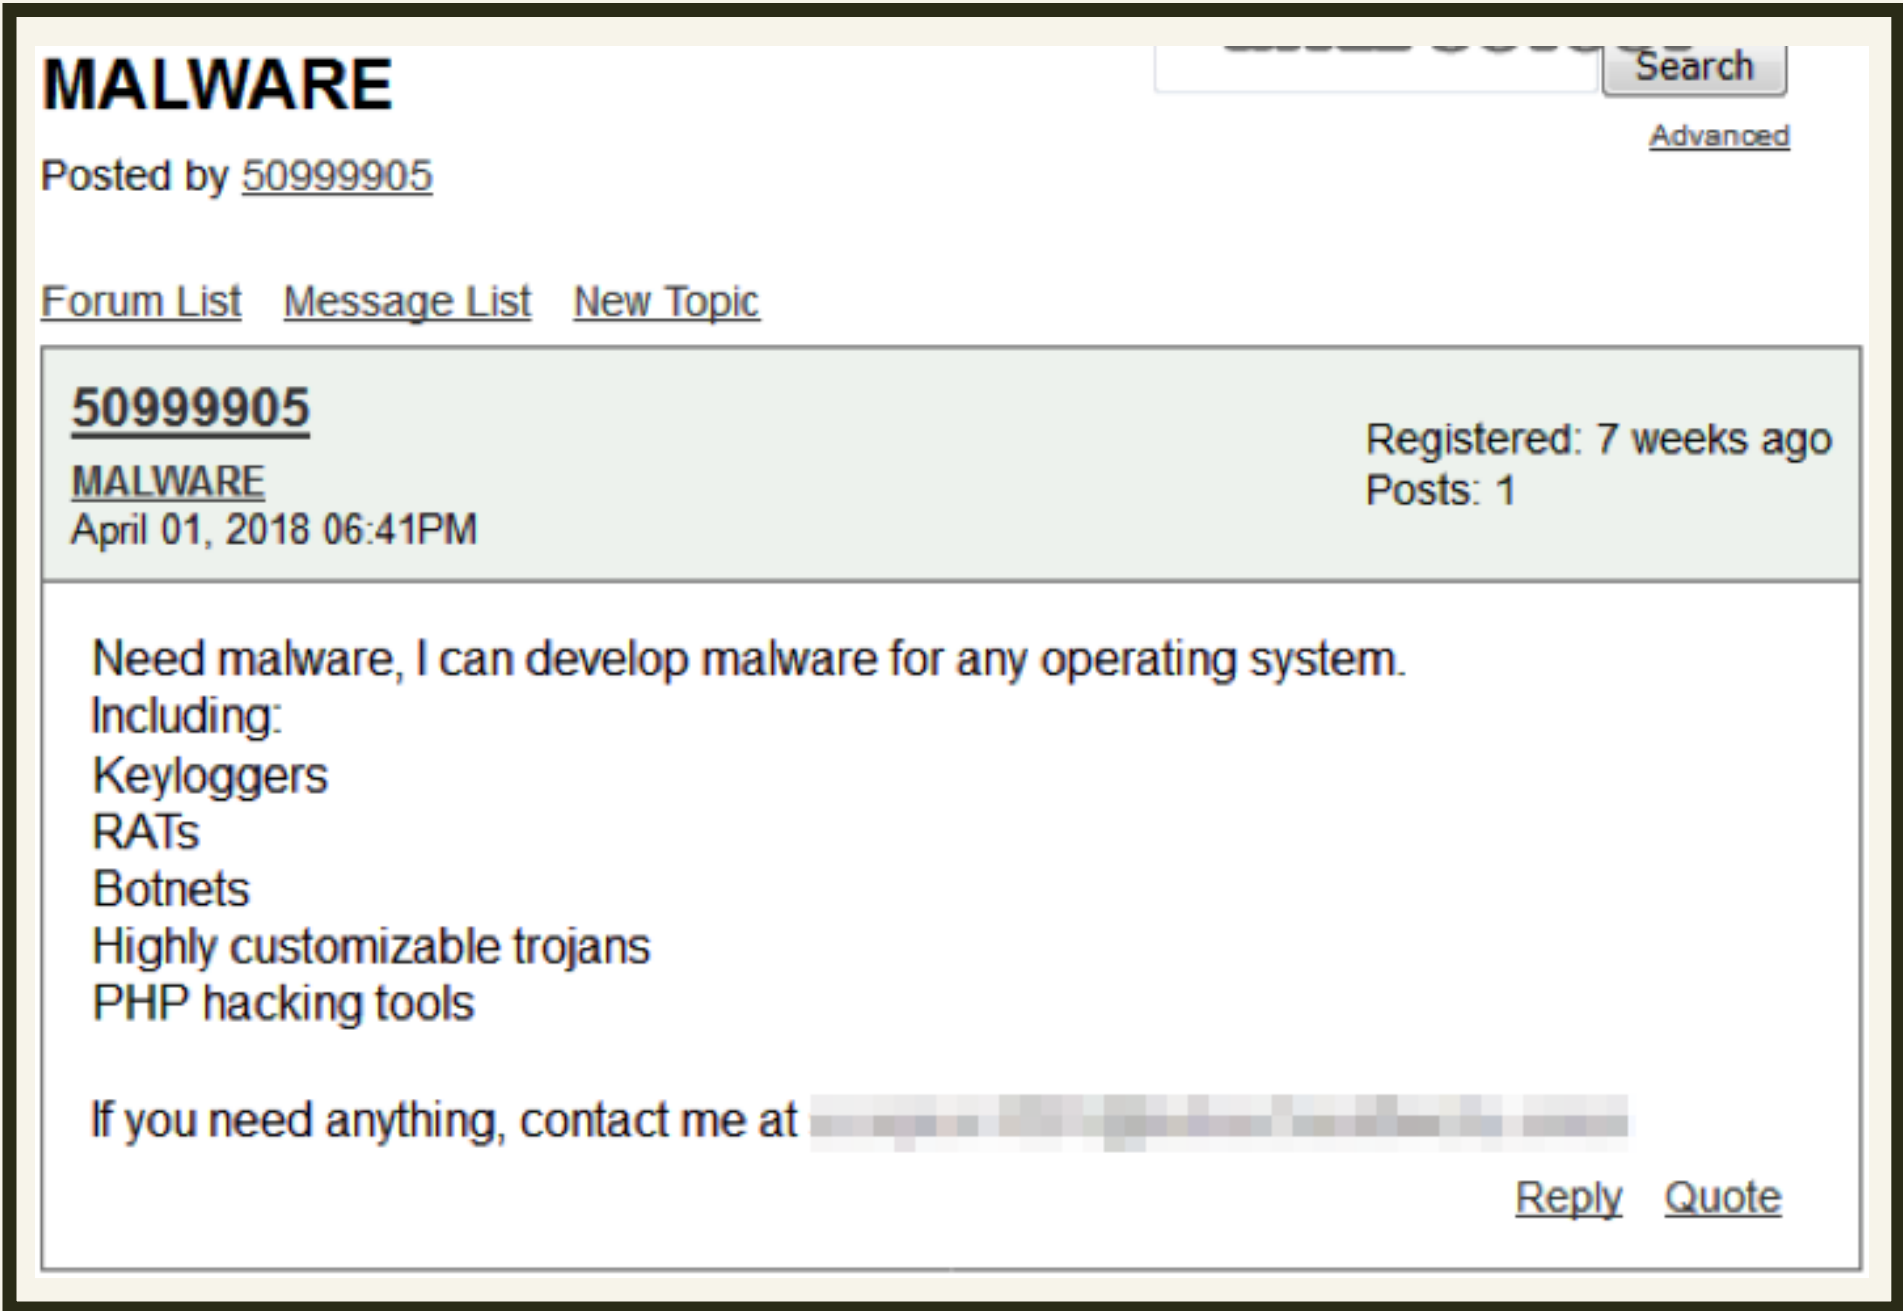 MALWARE
Search
Advanced
Posted by 50999905
Forum List Message List New Topic
50999905
MALWARE
April 01, 2018 06:41PM
Registered: 7 weeks ago
Posts: 1
Need malware, I can develop malware for any operating system.
Including:
Keyloggers
RATs
Botnets
Highly customizable trojans
PHP hacking tools
If you need anything, contact me at
Reply Quote